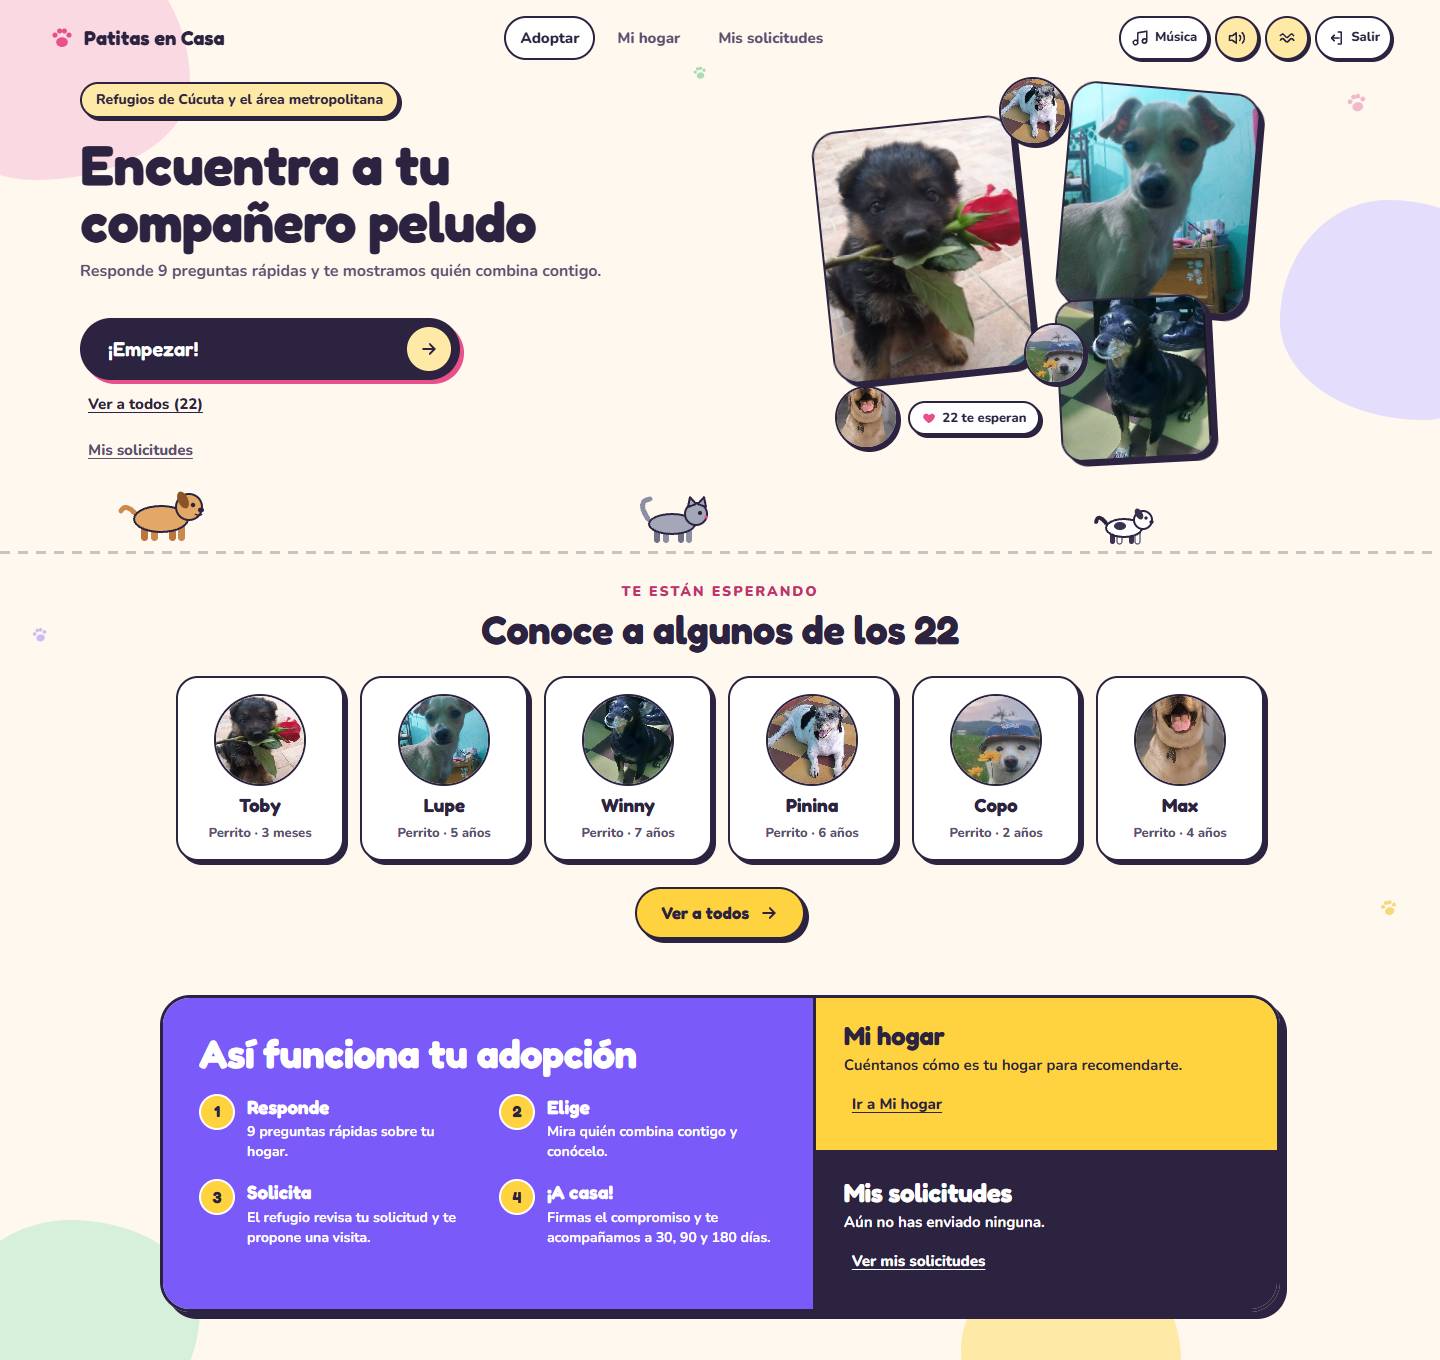 Patitas en Casa
Adoptar
Mi hogar
Mis solicitudes
Música
Salir
Refugios de Cúcuta y el área metropolitana
Encuentra a tu
compañero peludo
Responde 9 preguntas rápidas y te mostramos quién combina contigo.
¡Empezar!
Ver a todos (22)
Mis solicitudes
22 te esperan
TE ESTÁN ESPERANDO
Conoce a algunos de los 22
Toby
Perrito · 3 meses
Lupe
Perrito · 5 años
Winny
Perrito · 7 años
Pinina
Perrito · 6 años
Copo
Perrito · 2 años
Max
Perrito · 4 años
Ver a todos
Así funciona tu adopción
1
Responde
9 preguntas rápidas sobre tu
hogar.
2
Elige
Mira quién combina contigo y
conócelo.
3
Solicita
El refugio revisa tu solicitud y te
propone una visita.
4
¡A casa!
Firmas el compromiso y te
acompañamos a 30, 90 y 180 días.
Mi hogar
Cuéntanos cómo es tu hogar para recomendarte.
Ir a Mi hogar
Mis solicitudes
Aún no has enviado ninguna.
Ver mis solicitudes